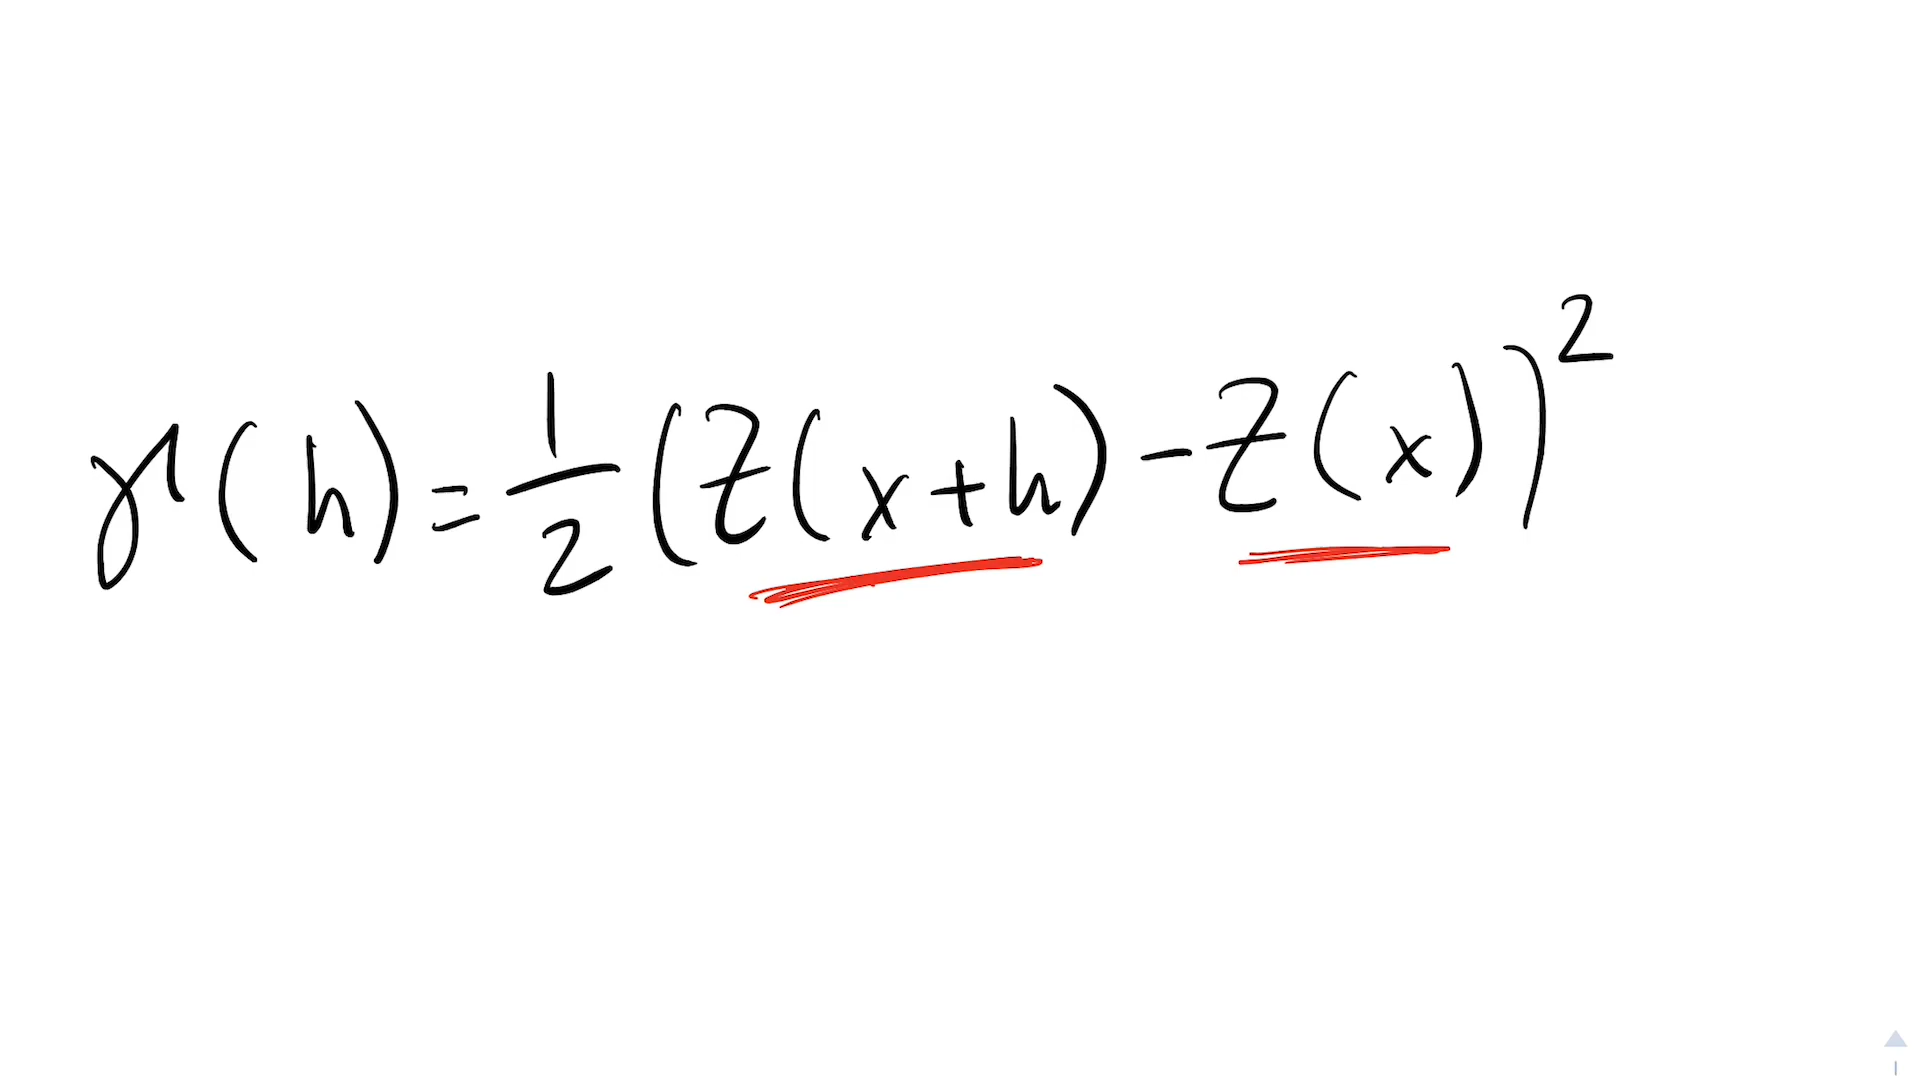 γ(h) = 1/2 (Z(x+h) - Z(x))²